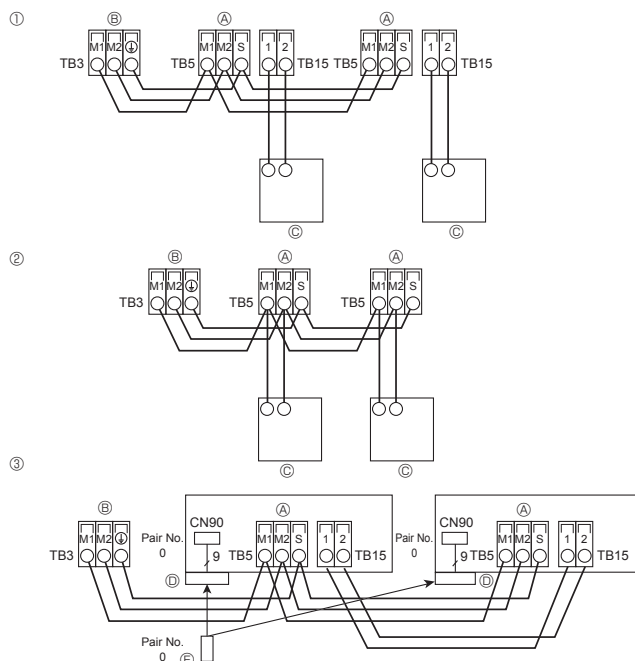 ①
Ⓑ Ⓐ Ⓐ
M1 M2 ⏚ M1 M2 S 1 2 M1 M2 S 1 2
TB3 TB5 TB15 TB5 TB15
Ⓒ Ⓒ
②
Ⓑ Ⓐ Ⓐ
M1 M2 ⏚ M1 M2 S M1 M2 S
TB3 TB5 TB5
Ⓒ Ⓒ
③
Ⓑ Ⓐ Ⓐ
CN90 CN90
M1 M2 ⏚ Pair No. M1 M2 S 1 2 Pair No. M1 M2 S 1 2
TB3 0 9 TB5 TB15 0 9 TB5 TB15
Ⓓ Ⓓ
Pair No.
0 Ⓔ